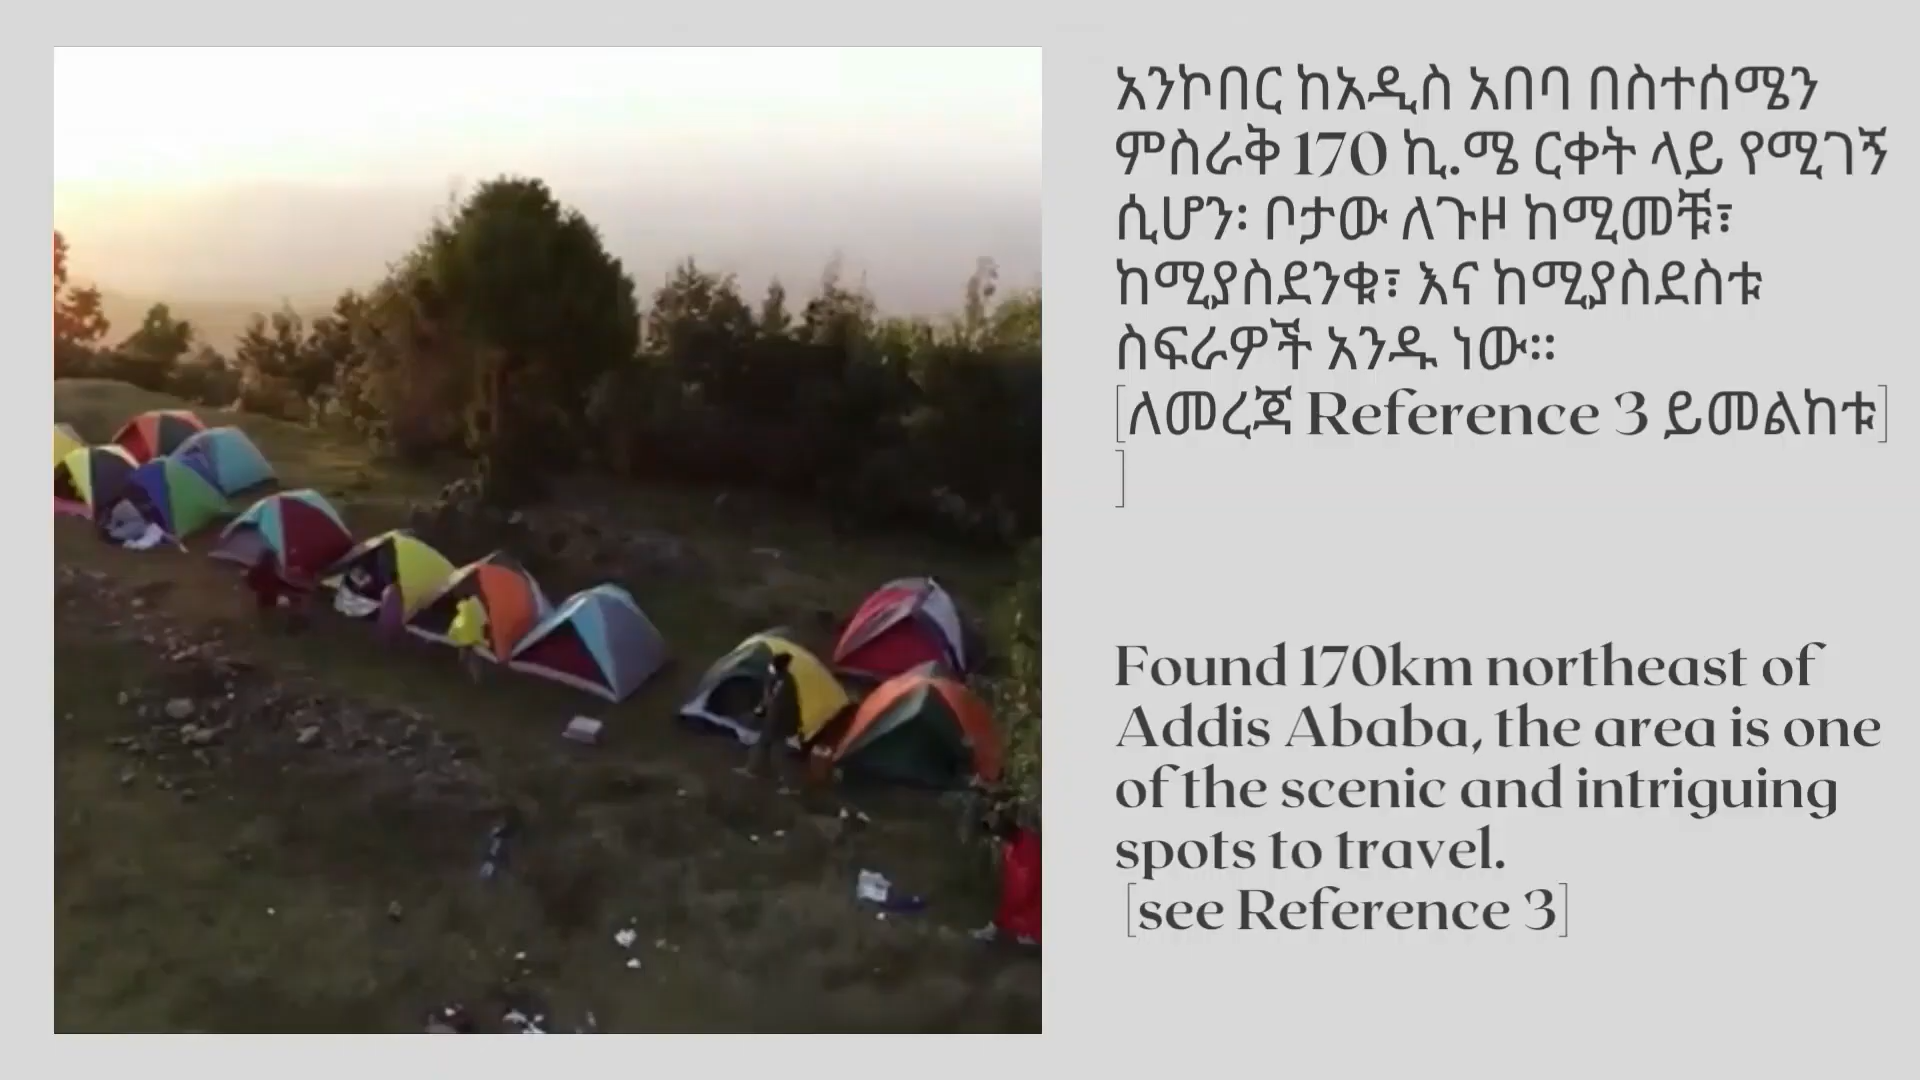 አንኮበር ከአዲስ አበባ በስተሰሜን
ምስራቅ 170 ኪ.ሜ ርቀት ላይ የሚገኝ
ሲሆን፡ ቦታው ለጉዞ ከሚመቹ፣
ከሚያስደንቁ፣ እና ከሚያስደስቱ
ስፍራዎች አንዱ ነው።
[ለመረጃ Reference 3 ይመልከቱ]
]
Found 170km northeast of
Addis Ababa, the area is one
of the scenic and intriguing
spots to travel.
[see Reference 3]